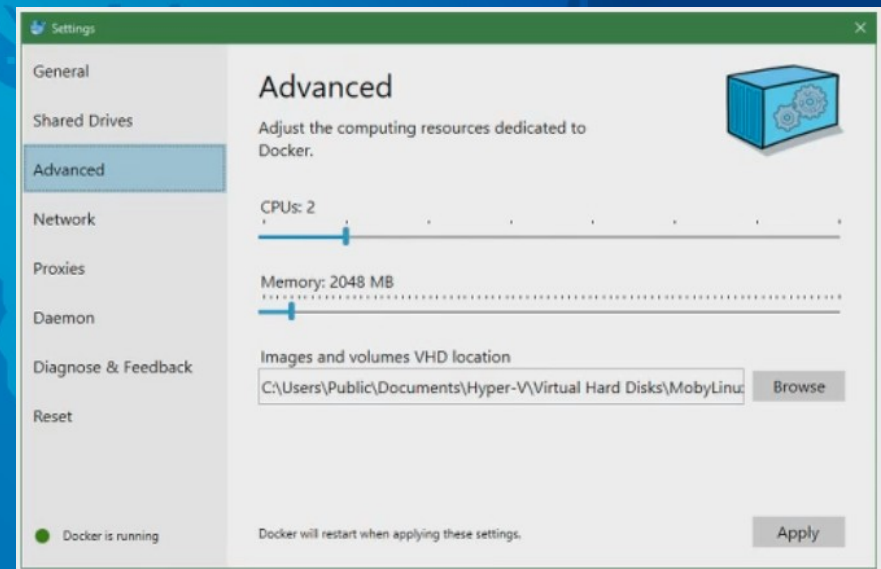 Settings
General
Shared Drives
Advanced
Network
Proxies
Daemon
Diagnose & Feedback
Reset
Docker is running
Advanced
Adjust the computing resources dedicated to
Docker.
CPUs: 2
Memory: 2048 MB
Images and volumes VHD location
C:\Users\Public\Documents\Hyper-V\Virtual Hard Disks\MobyLinux
Browse
Docker will restart when applying these settings.
Apply